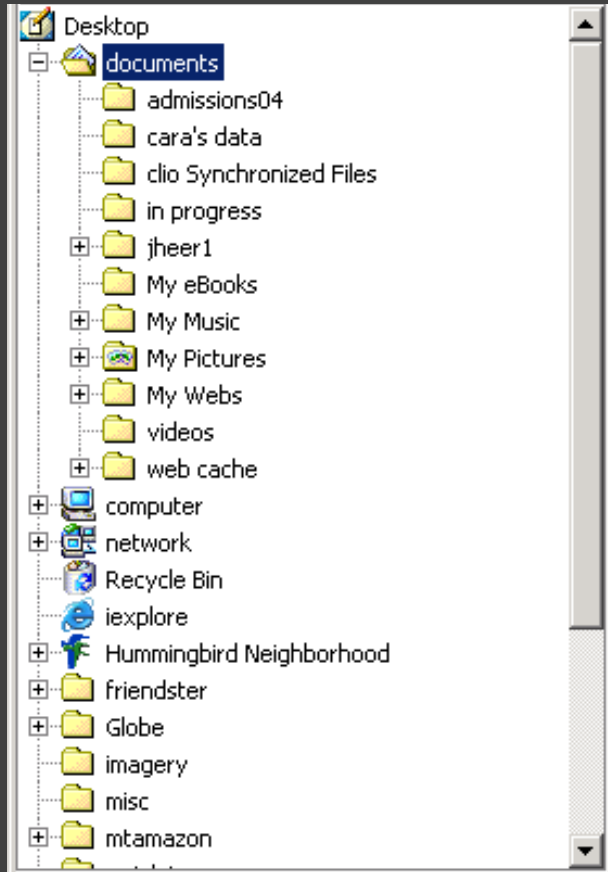 Desktop
documents
admissions04
cara's data
clio Synchronized Files
in progress
jheer1
My eBooks
My Music
My Pictures
My Webs
videos
web cache
computer
network
Recycle Bin
iexplore
Hummingbird Neighborhood
friendster
Globe
imagery
misc
mtamazon